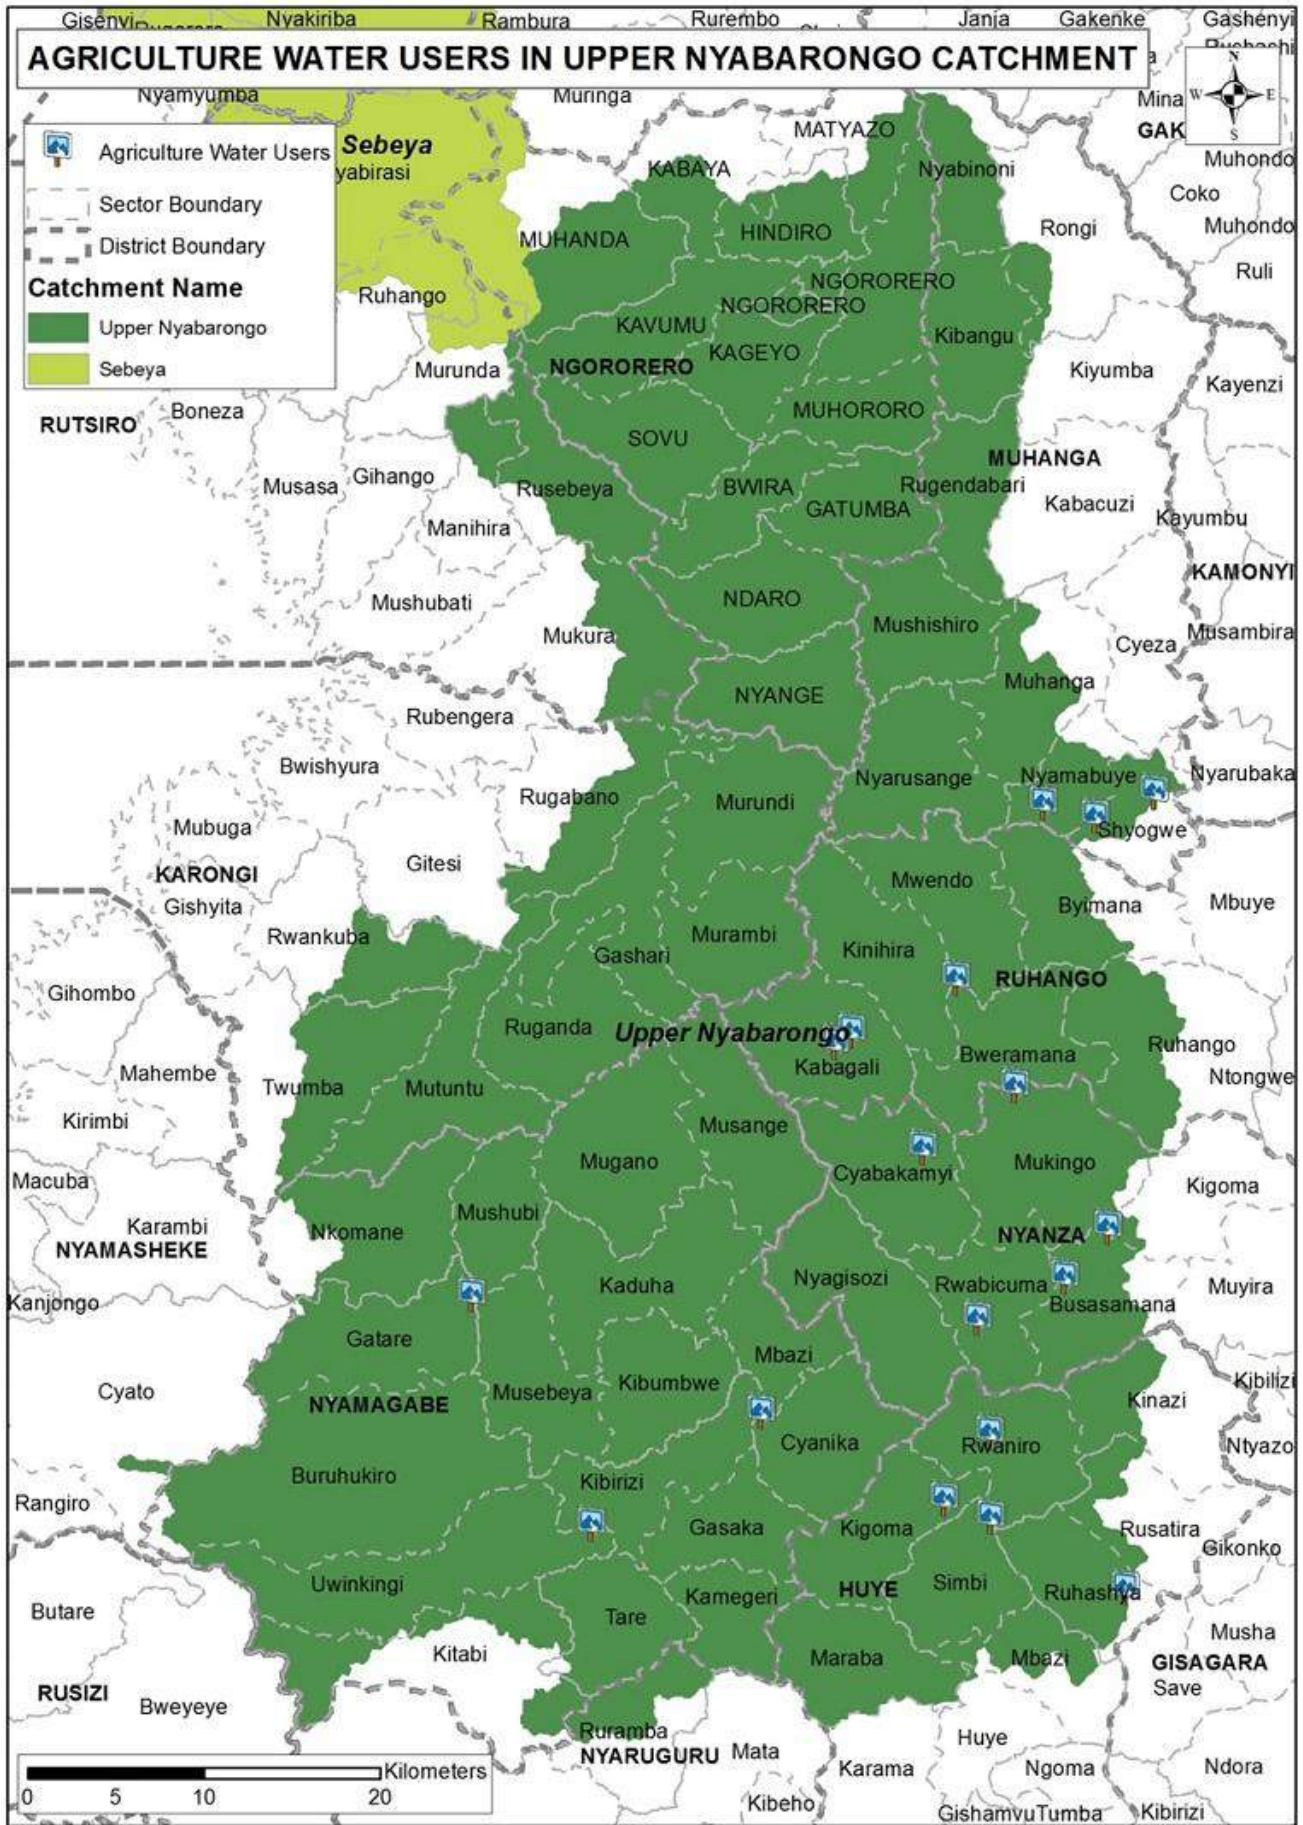 Gisenyi
Nyakiriba
Rambura
Rurembo
Janja
Gakenke
Gashenyi
AGRICULTURE WATER USERS IN UPPER NYABARONGO CATCHMENT
N
W
E
S
Nyamyumba
Muringa
Mina
GAK
MATYAZO
Agriculture Water Users
Sebeya
yabirasi
KABAYA
Nyabinoni
Muhondo
Coko
Sector Boundary
Muhondo
Rongi
MUHANDA
HINDIRO
District Boundary
Ruli
Catchment Name
NGORORERO
Ruhango
NGORORERO
Upper Nyabarongo
KAVUMU
Kibangu
KAGEYO
Sebeya
Murunda
NGORORERO
Kiyumba
Kayenzi
Boneza
RUTSIRO
MUHORORO
SOVU
MUHANGA
Gihango
Musasa
Rusebeya
BWIRA
Rugendabari
Kabacuzi
GATUMBA
Kayumbu
Manihira
KAMONYI
Mushubati
NDARO
Mushishiro
Mukura
Cyeza
Musambira
NYANGE
Muhanga
Rubengera
Bwishyura
Nyarusange
Nyamabuye
Nyarubaka
Rugabano
Murundi
Mubuga
Shyogwe
Gitesi
KARONGI
Mwendo
Gishyita
Byimana
Mbuye
Rwankuba
Murambi
Kinihira
Gashari
RUHANGO
Gihombo
Ruganda
Upper Nyabarongo
Ruhango
Bweramana
Kabagali
Mahembe
Twumba
Mutuntu
Ntongwe
Kirimbi
Musange
Mugano
Cyabakamyi
Mukingo
Macuba
Kigoma
Mushubi
Karambi
Nkomane
NYANZA
NYAMASHEKE
Nyagisozi
Rwabicuma
Kaduha
Muyira
Kanjongo
Busasamana
Gatare
Mbazi
Cyato
Musebeya
Kibumbwe
Kibilizi
NYAMAGABE
Kinazi
Cyanika
Rwaniro
Ntyazo
Buruhukiro
Kibirizi
Rangiro
Gasaka
Kigoma
Rusatira
Gikonko
Uwinkingi
HUYE
Simbi
Ruhashya
Kamegeri
Butare
Tare
Musha
Kitabi
Maraba
Mbazi
GISAGARA
RUSIZI
Save
Bweyeye
Ruramba
Huye
NYARUGURU
Mata
Karama
Ngoma
Ndora
Kilometers
0 5 10 20
Kibeho
Gishamvu
Tumba
Kibirizi